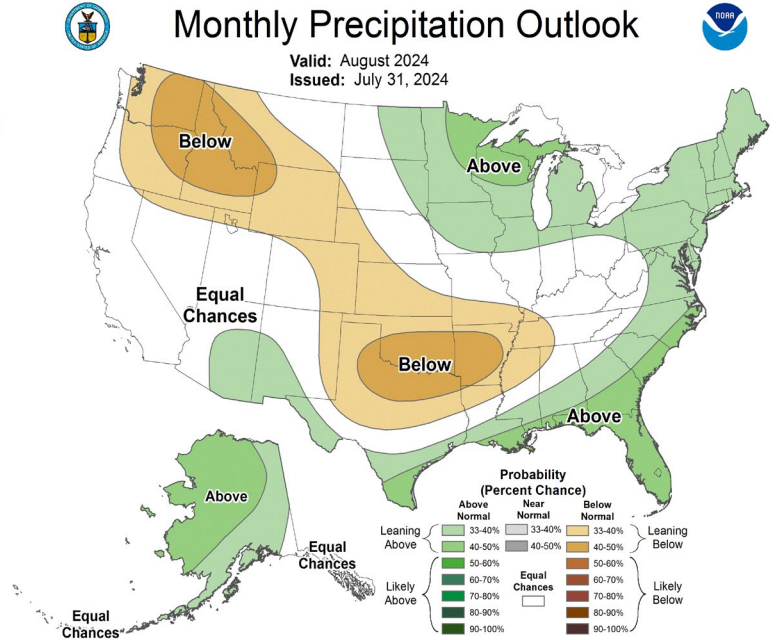 Monthly Precipitation Outlook
NOAA
Valid: August 2024
Issued: July 31, 2024
Below
Above
Equal
Chances
Below
Above
Above
Equal
Chances
Equal
Chances
Probability
(Percent Chance)
Above Normal
Near Normal
Below Normal
Leaning Above
33-40% 33-40% 33-40%
40-50% 40-50% 40-50%
Leaning Below
Likely Above
50-60% 50-60%
60-70% 60-70%
70-80% 70-80%
80-90% 80-90%
90-100% 90-100%
Equal Chances
Likely Below